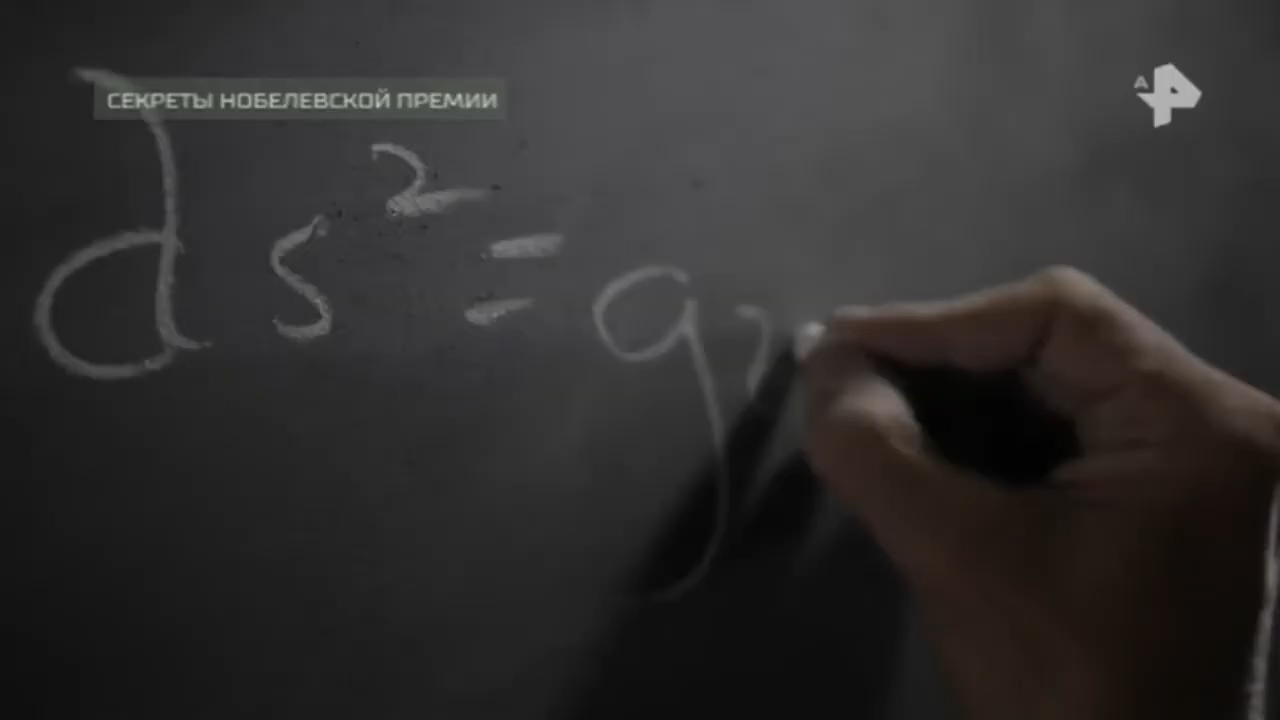 СЕКРЕТЫ НОБЕЛЕВСКОЙ ПРЕМИИ
ds² = g